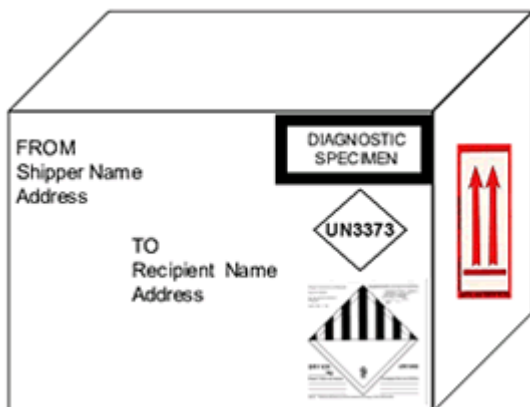 FROM
Shipper Name
Address
TO
Recipient Name
Address
DIAGNOSTIC
SPECIMEN
UN3373